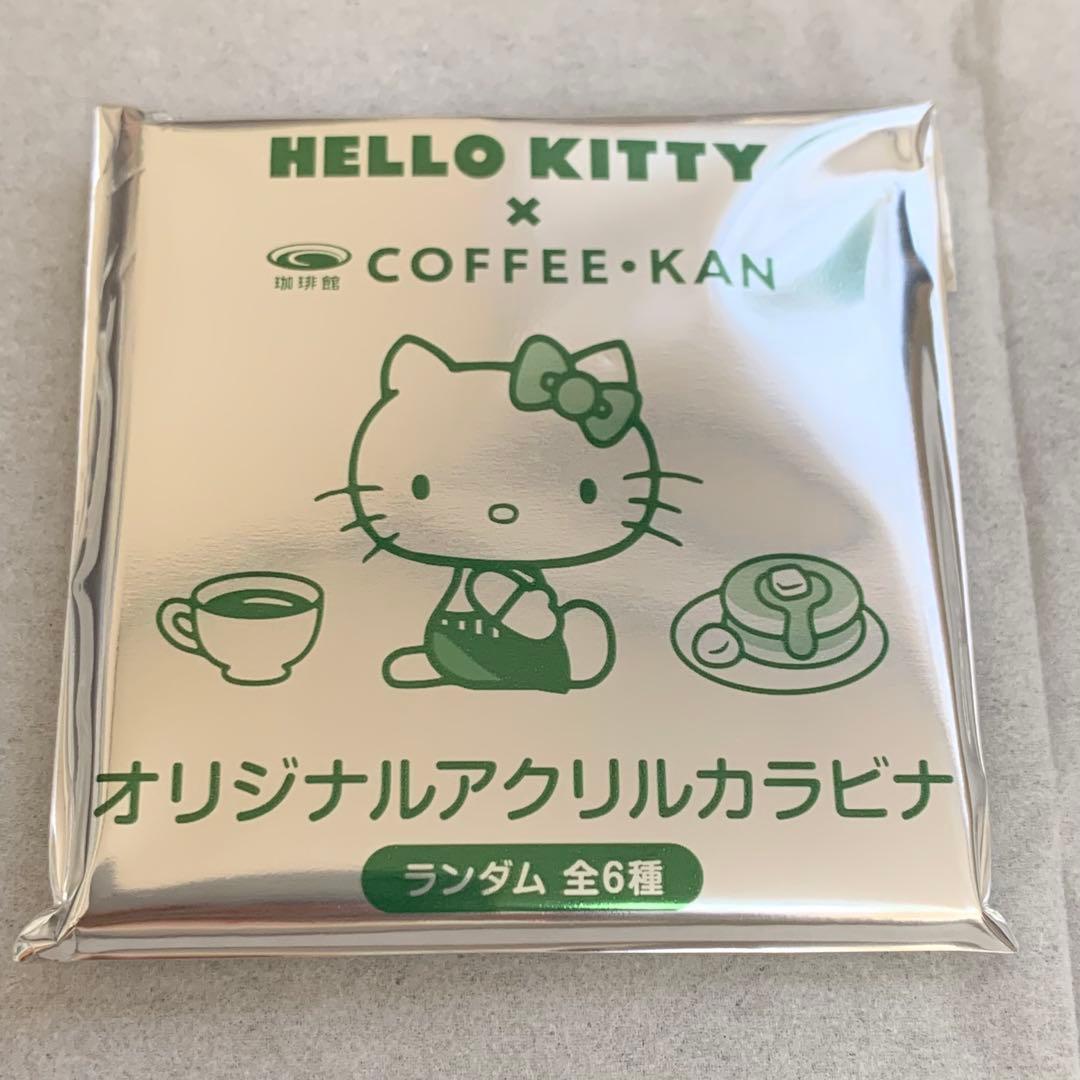 HELLO KITTY
×
珈琲館 COFFEE・KAN
オリジナルアクリルカラビナ
ランダム 全6種